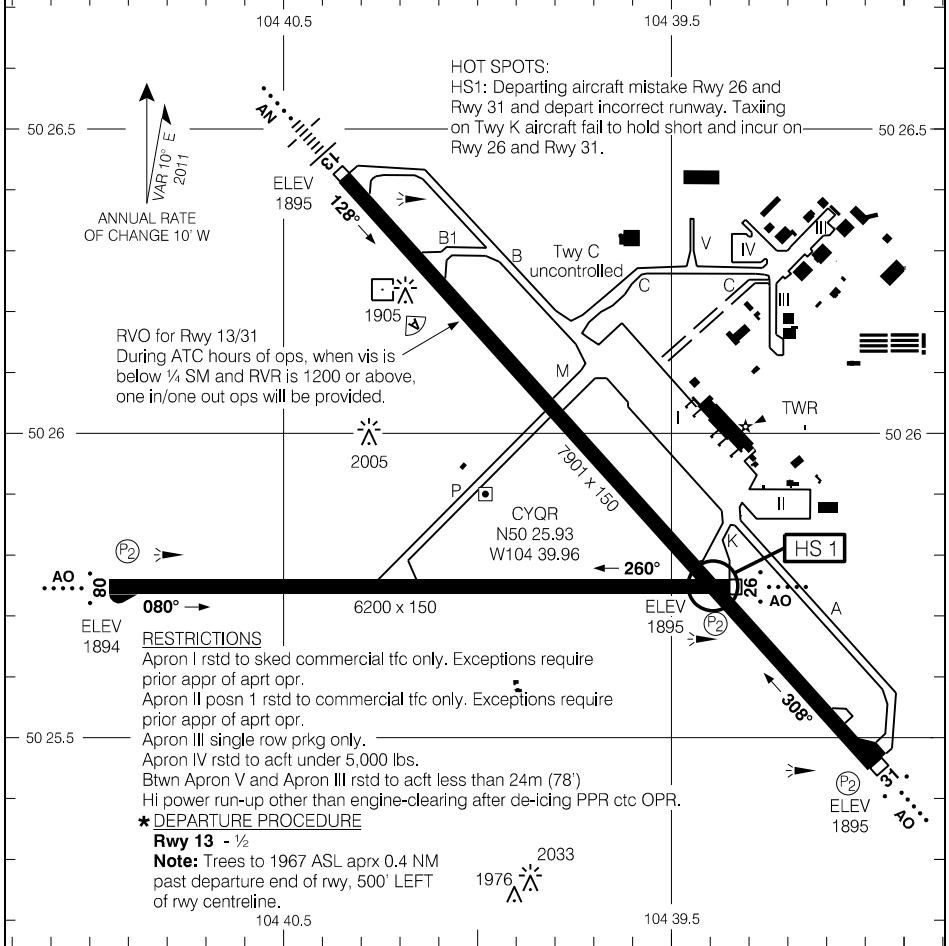 104 40.5
104 39.5
HOT SPOTS:
HS1: Departing aircraft mistake Rwy 26 and
Rwy 31 and depart incorrect runway. Taxiing
on Twy K aircraft fail to hold short and incur on
Rwy 26 and Rwy 31.
50 26.5
50 26.5
VAR 10° E
2011
ANNUAL RATE
OF CHANGE 10' W
AN
13
ELEV
1895
128°
B1
B
Twy C
uncontrolled
V
IV
III
C
C
III
1905
A
RVO for Rwy 13/31
During ATC hours of ops, when vis is
below ¼ SM and RVR is 1200 or above,
one in/one out ops will be provided.
M
I
TWR
50 26
50 26
2005
7901 x 150
P
CYQR
N50 25.93
W104 39.96
II
K
HS 1
P2
AO
08
080°
260°
26
AO
6200 x 150
ELEV
1894
ELEV
1895
P2
A
RESTRICTIONS
Apron I rstd to sked commercial tfc only. Exceptions require
prior appr of aprt opr.
Apron II posn 1 rstd to commercial tfc only. Exceptions require
prior appr of aprt opr.
308°
50 25.5
50 25.5
Apron III single row prkg only.
Apron IV rstd to acft under 5,000 lbs.
Btwn Apron V and Apron III rstd to acft less than 24m (78')
Hi power run-up other than engine-clearing after de-icing PPR ctc OPR.
31
P2
ELEV
1895
AO
* DEPARTURE PROCEDURE
Rwy 13 - ½
Note: Trees to 1967 ASL aprx 0.4 NM
past departure end of rwy, 500' LEFT
of rwy centreline.
2033
1976
104 40.5
104 39.5